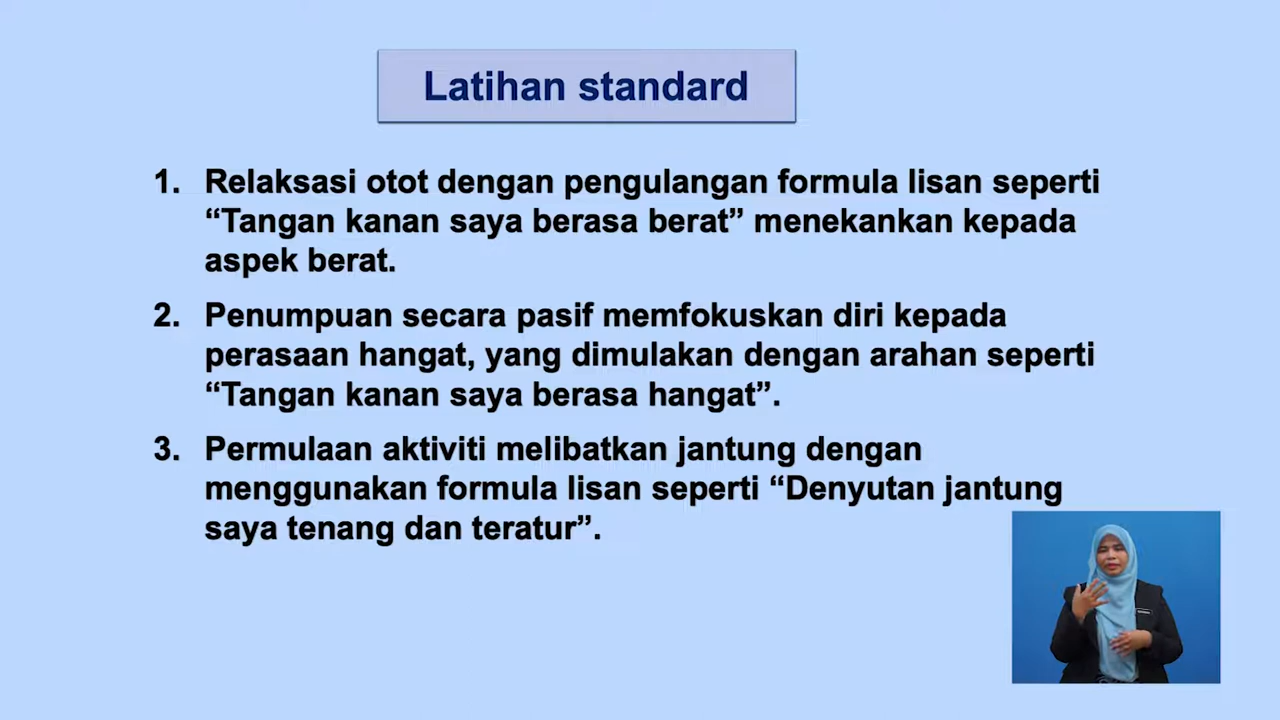 Latihan standard
1. Relaksasi otot dengan pengulangan formula lisan seperti
“Tangan kanan saya berasa berat” menekankan kepada
aspek berat.
2. Penumpuan secara pasif memfokuskan diri kepada
perasaan hangat, yang dimulakan dengan arahan seperti
“Tangan kanan saya berasa hangat”.
3. Permulaan aktiviti melibatkan jantung dengan
menggunakan formula lisan seperti “Denyutan jantung
saya tenang dan teratur”.